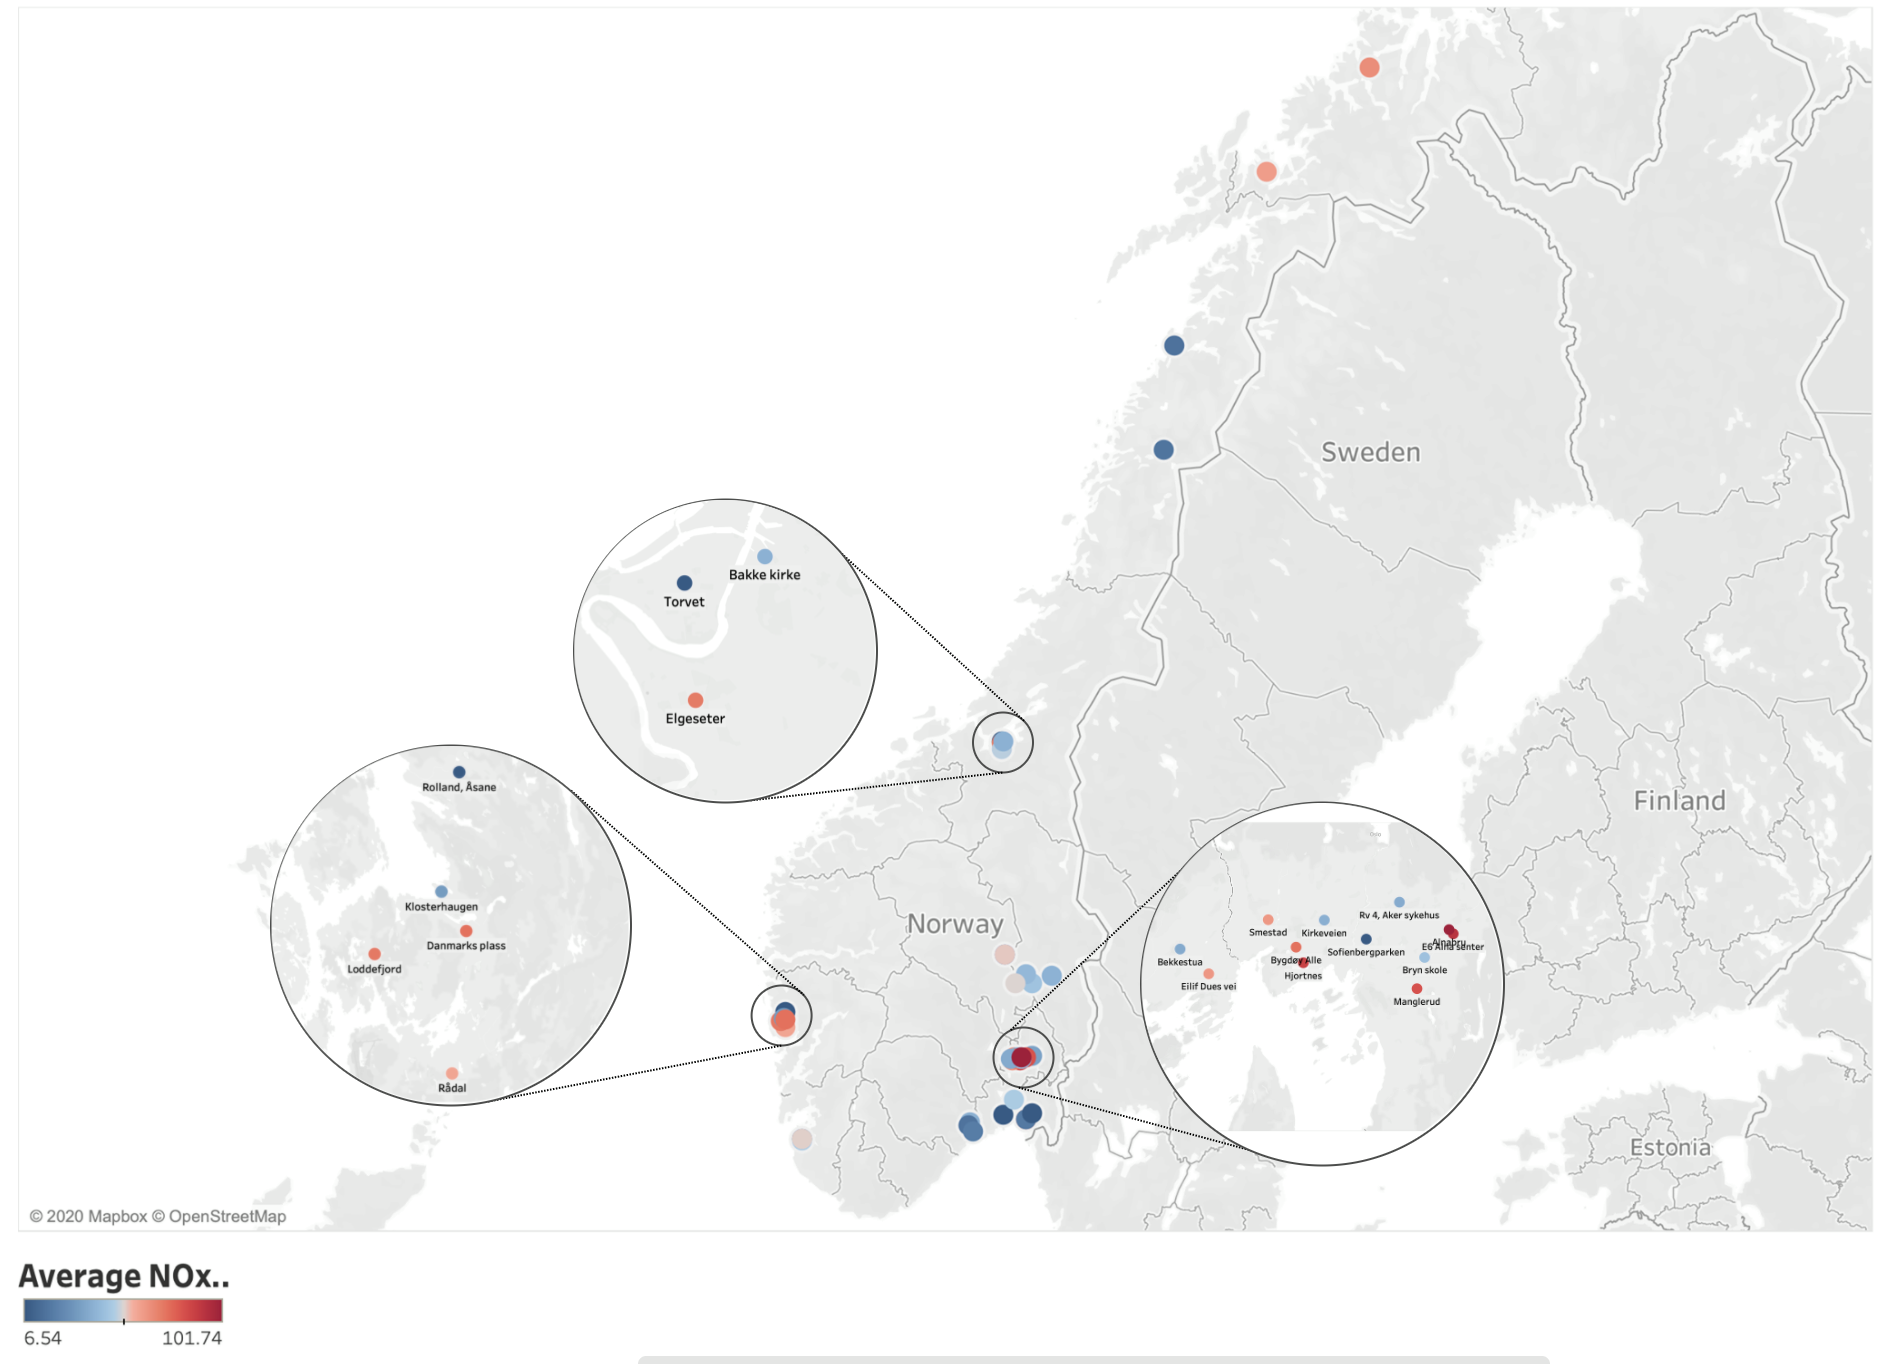 Sweden
Bakke kirke
Torvet
Elgeseter
Rolland, Åsane
Klosterhaugen
Danmarks plass
Loddefjord
Rådal
Norway
Finland
Oslo
Rv 4, Aker sykehus
Smestad
Kirkeveien
Alnabru
E6 Alna senter
Sofienbergparken
Bekkestua
Bygdøy Alle
Bryn skole
Hjortnes
Eilif Dues vei
Manglerud
Estonia
© 2020 Mapbox © OpenStreetMap
Average NOx..
6.54
101.74